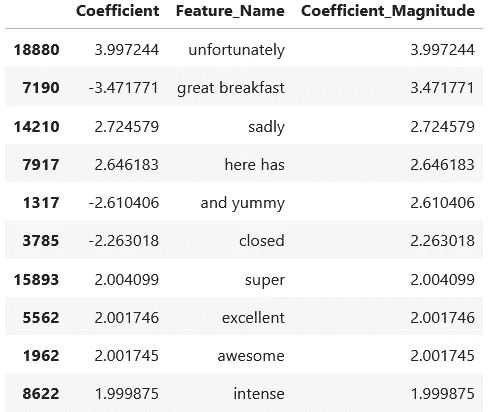 Coefficient Feature_Name Coefficient_Magnitude
18880 3.997244 unfortunately 3.997244
7190 -3.471771 great breakfast 3.471771
14210 2.724579 sadly 2.724579
7917 2.646183 here has 2.646183
1317 -2.610406 and yummy 2.610406
3785 -2.263018 closed 2.263018
15893 2.004099 super 2.004099
5562 2.001746 excellent 2.001746
1962 2.001745 awesome 2.001745
8622 1.999875 intense 1.999875